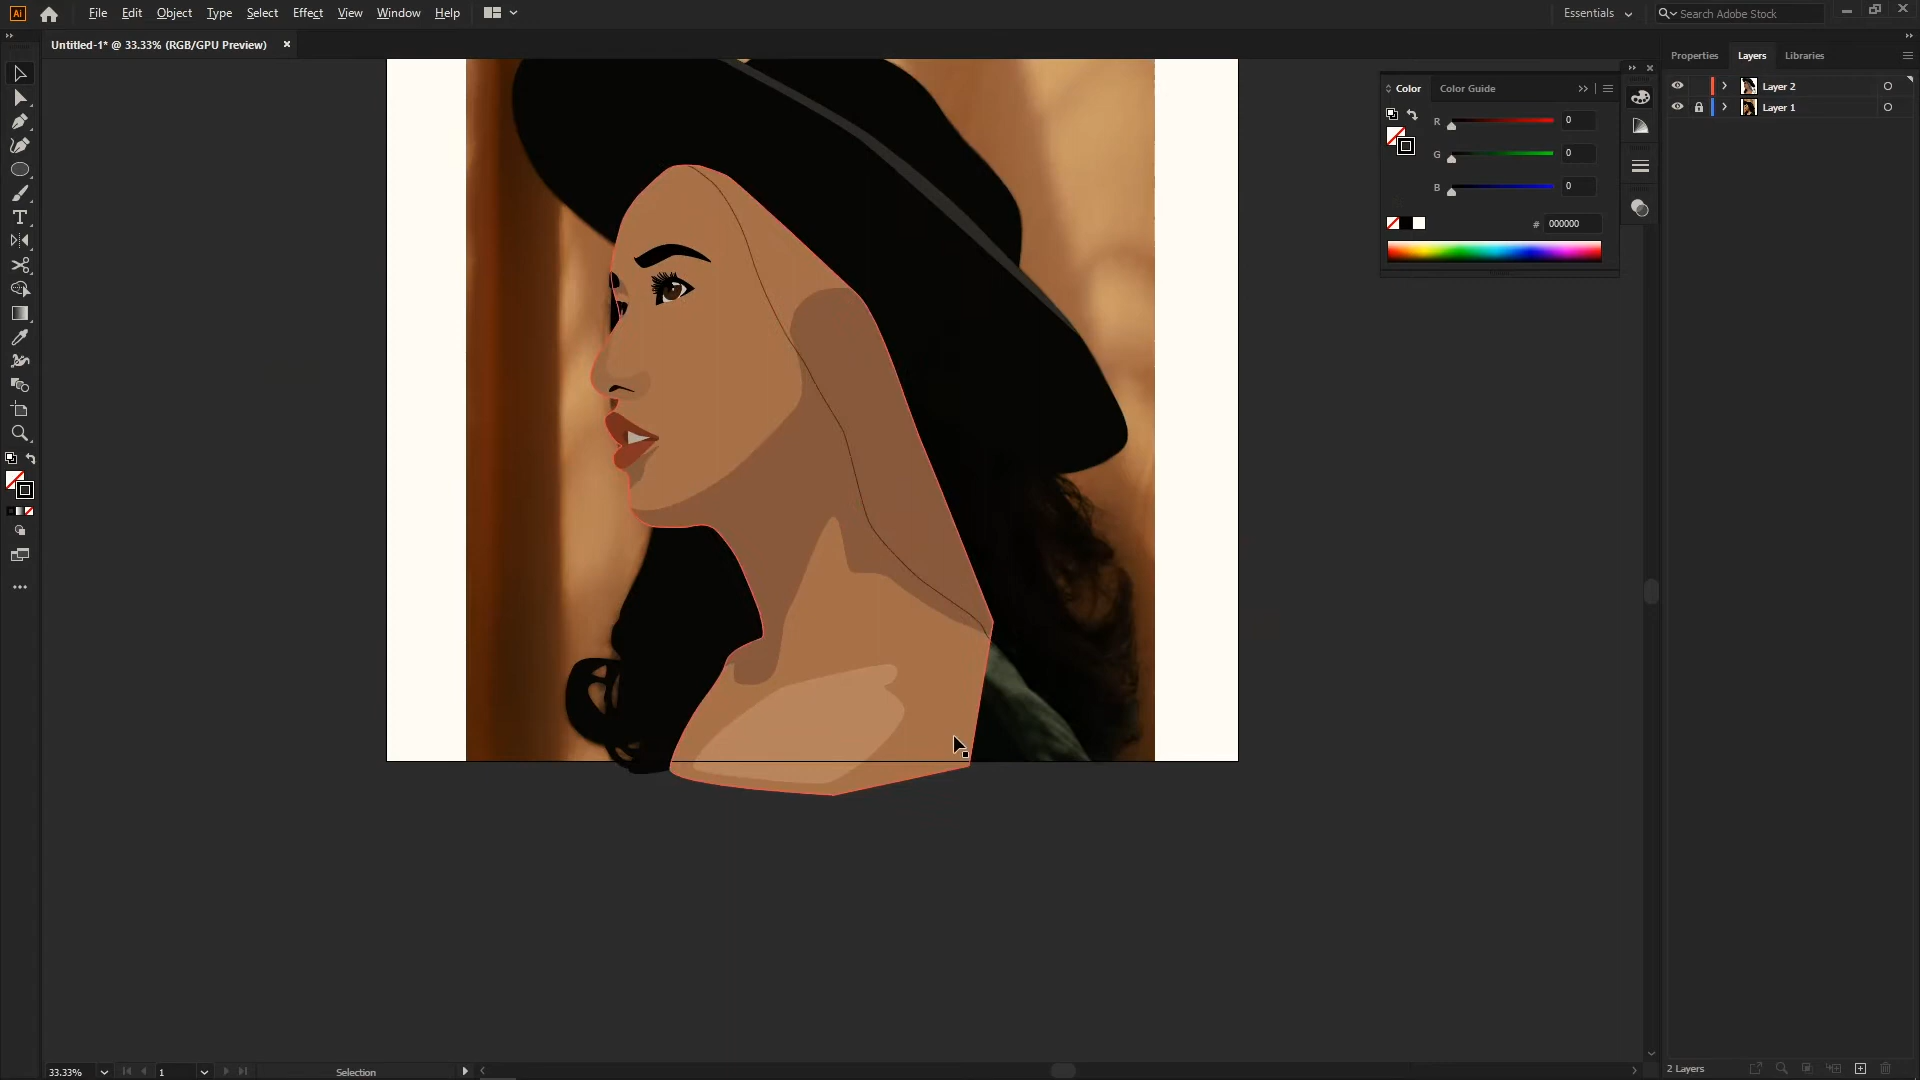 Ai File Edit Object Type Select Effect View Window Help Essentials Search Adobe Stock
Untitled-1* @ 33.33% (RGB/GPU Preview)
Properties Layers Libraries
Layer 2
Layer 1
Color Color Guide
R 0
G 0
B 0
# 000000
33.33% 1 Selection 2 Layers